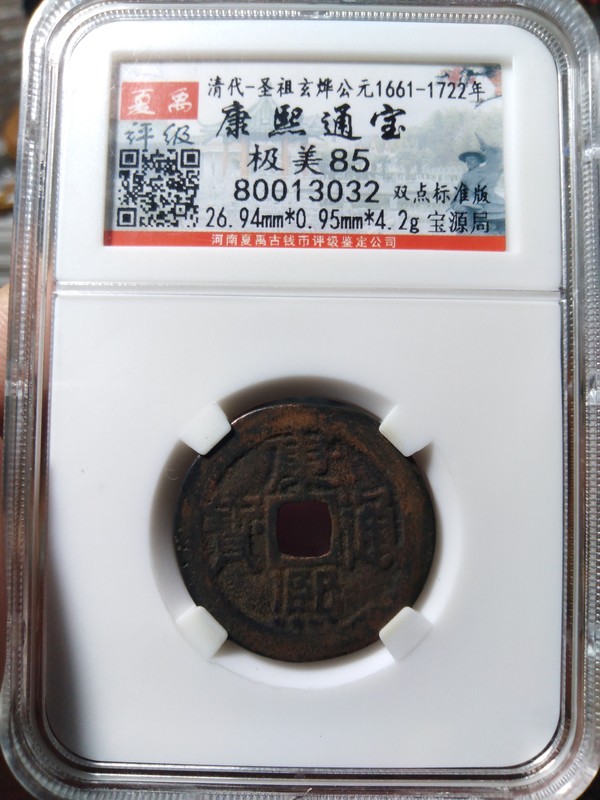 清代-圣祖玄烨公元1661-1722年
夏禹
评级
康熙通宝
极美85
80013032 双点标准版
26.94mm*0.95mm*4.2g 宝源局
河南夏禹古钱币评级鉴定公司
康
寶 通
熙